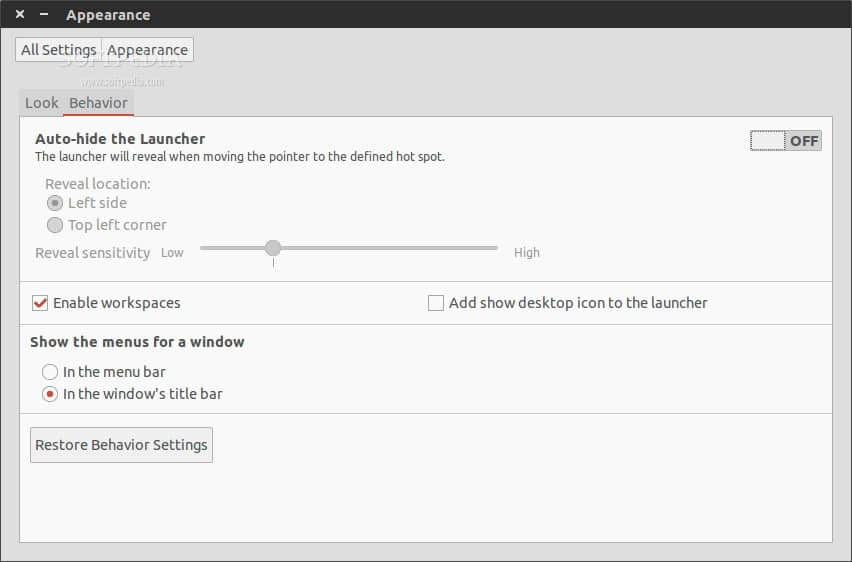 Appearance
All Settings Appearance
SOFTPEDIA
www.softpedia.com
Look Behavior
Auto-hide the Launcher
OFF
The launcher will reveal when moving the pointer to the defined hot spot.
Reveal location:
Left side
Top left corner
Reveal sensitivity Low High
Enable workspaces Add show desktop icon to the launcher
Show the menus for a window
In the menu bar
In the window's title bar
Restore Behavior Settings